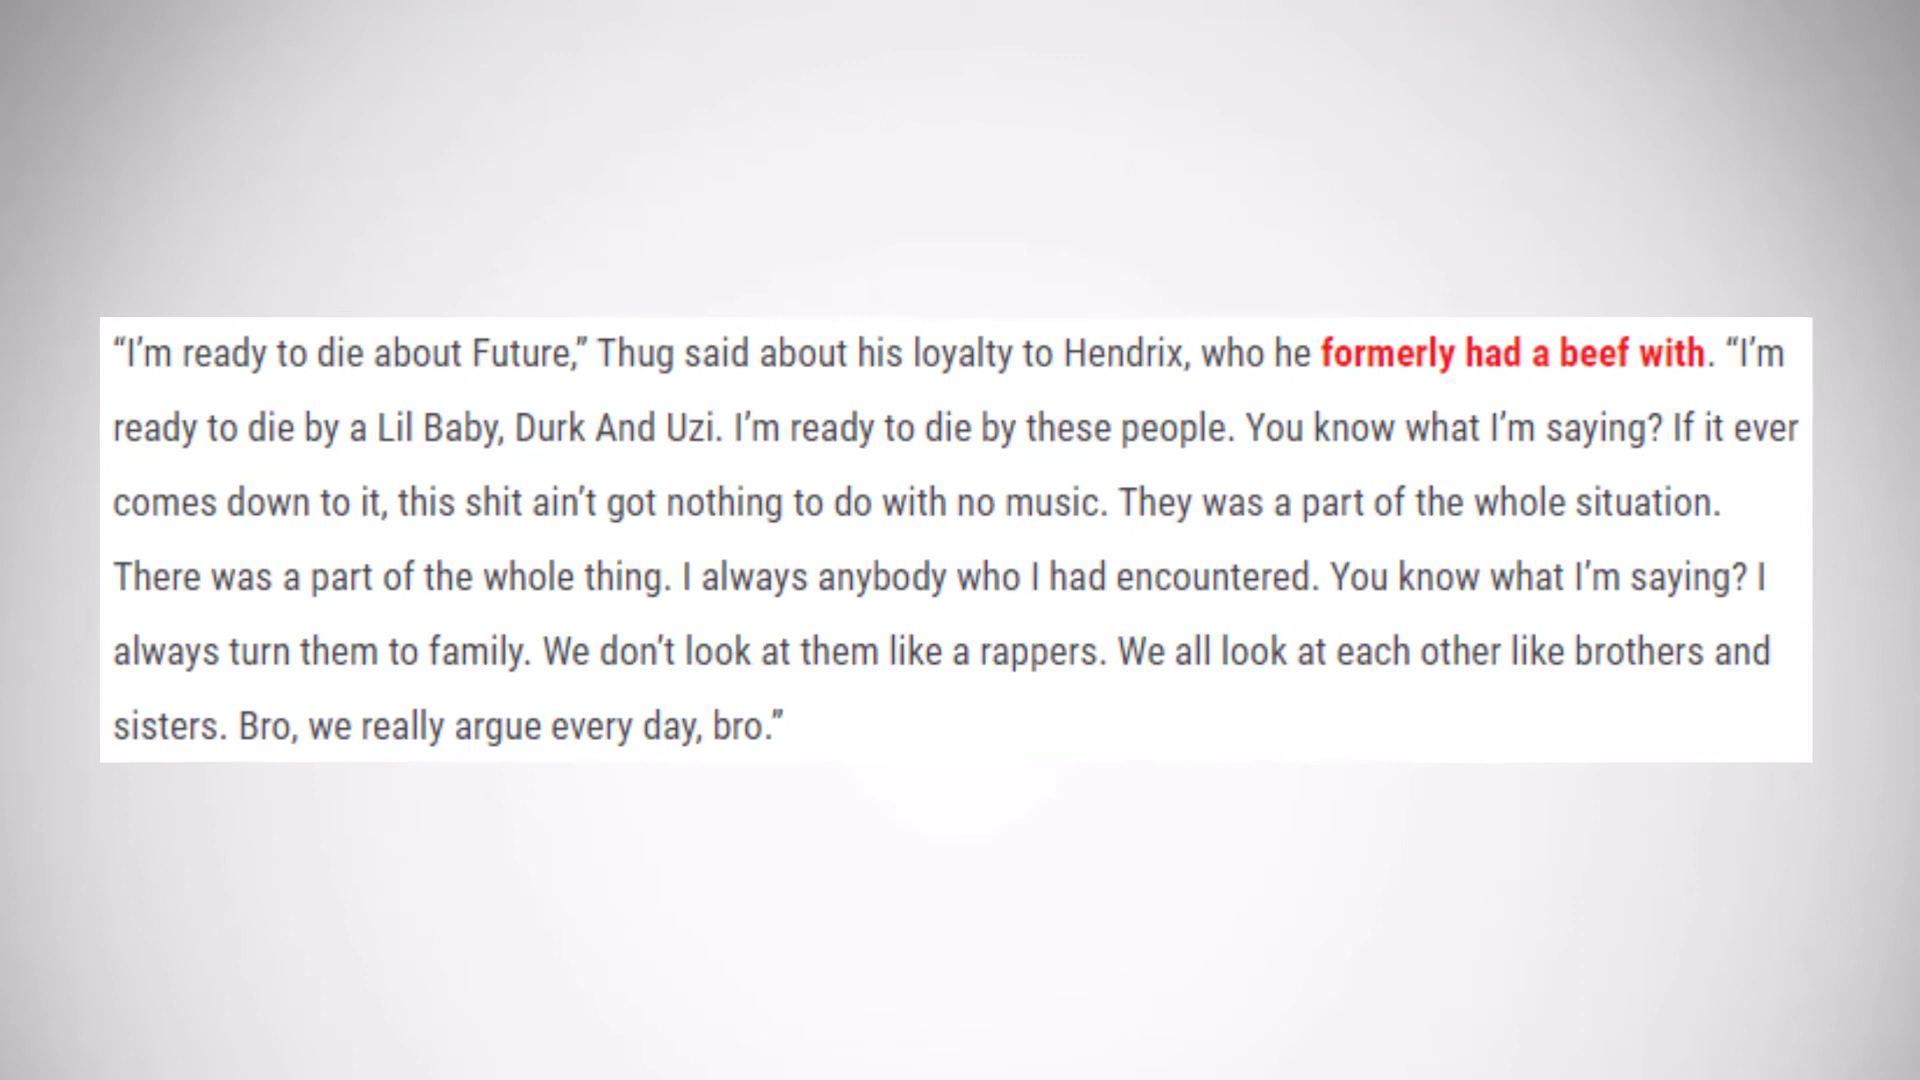 “I’m ready to die about Future,” Thug said about his loyalty to Hendrix, who he formerly had a beef with. “I’m
ready to die by a Lil Baby, Durk And Uzi. I’m ready to die by these people. You know what I’m saying? If it ever
comes down to it, this shit ain’t got nothing to do with no music. They was a part of the whole situation.
There was a part of the whole thing. I always anybody who I had encountered. You know what I’m saying? I
always turn them to family. We don’t look at them like a rappers. We all look at each other like brothers and
sisters. Bro, we really argue every day, bro.”